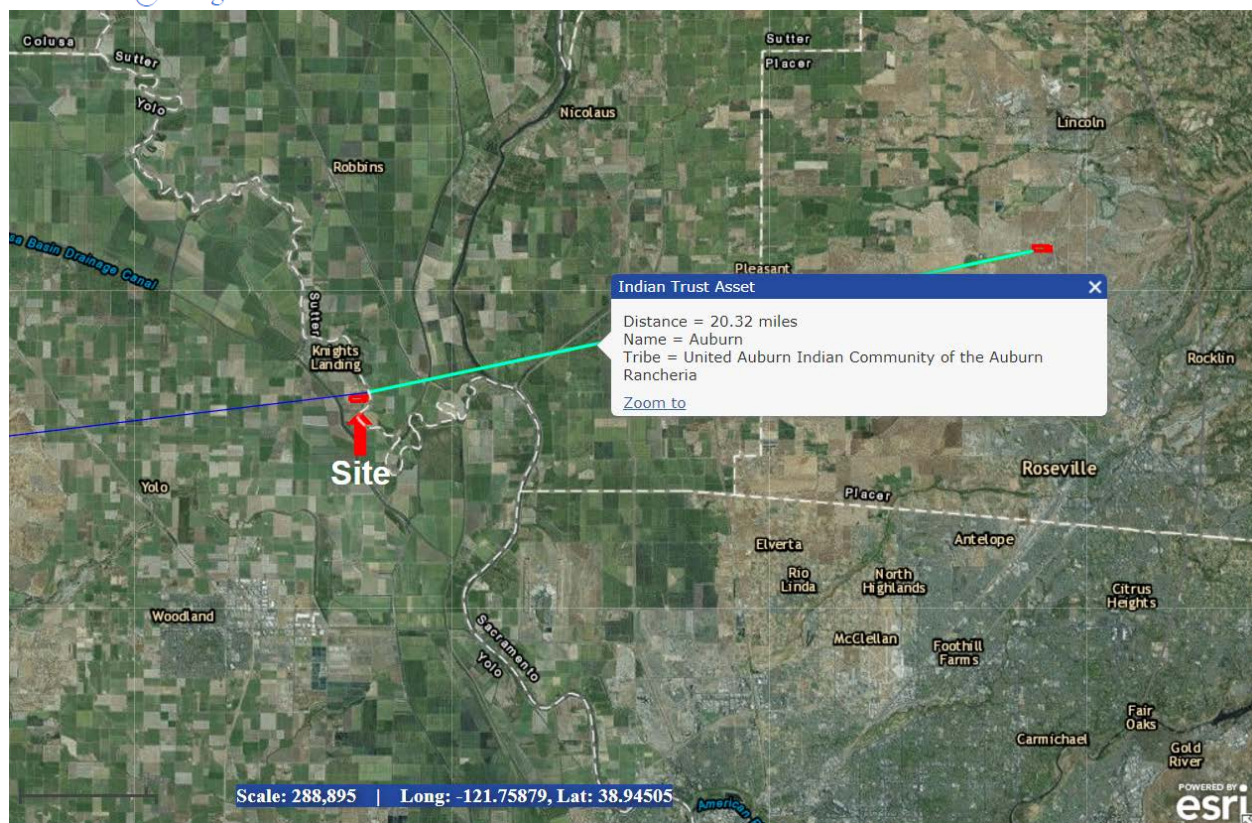 Colusa
Sutter
Sutter
Placer
Sutter
Yolo
Nicolaus
Lincoln
Robbins
sa Basin Drainage Canal
Pleasant
Indian Trust Asset
Distance = 20.32 miles
Name = Auburn
Tribe = United Auburn Indian Community of the Auburn
Rancheria
Zoom to
Sutter
Knights
Landing
Rocklin
Site
Roseville
Yolo
Placer
Elverta
Antelope
Rio
Linda
North
Highlands
Citrus
Heights
Woodland
McClellan
Foothill
Farms
Sacramento
Yolo
Fair
Oaks
Carmichael
Gold
River
Scale: 288,895 | Long: -121.75879, Lat: 38.94505
American
POWERED BY
esri